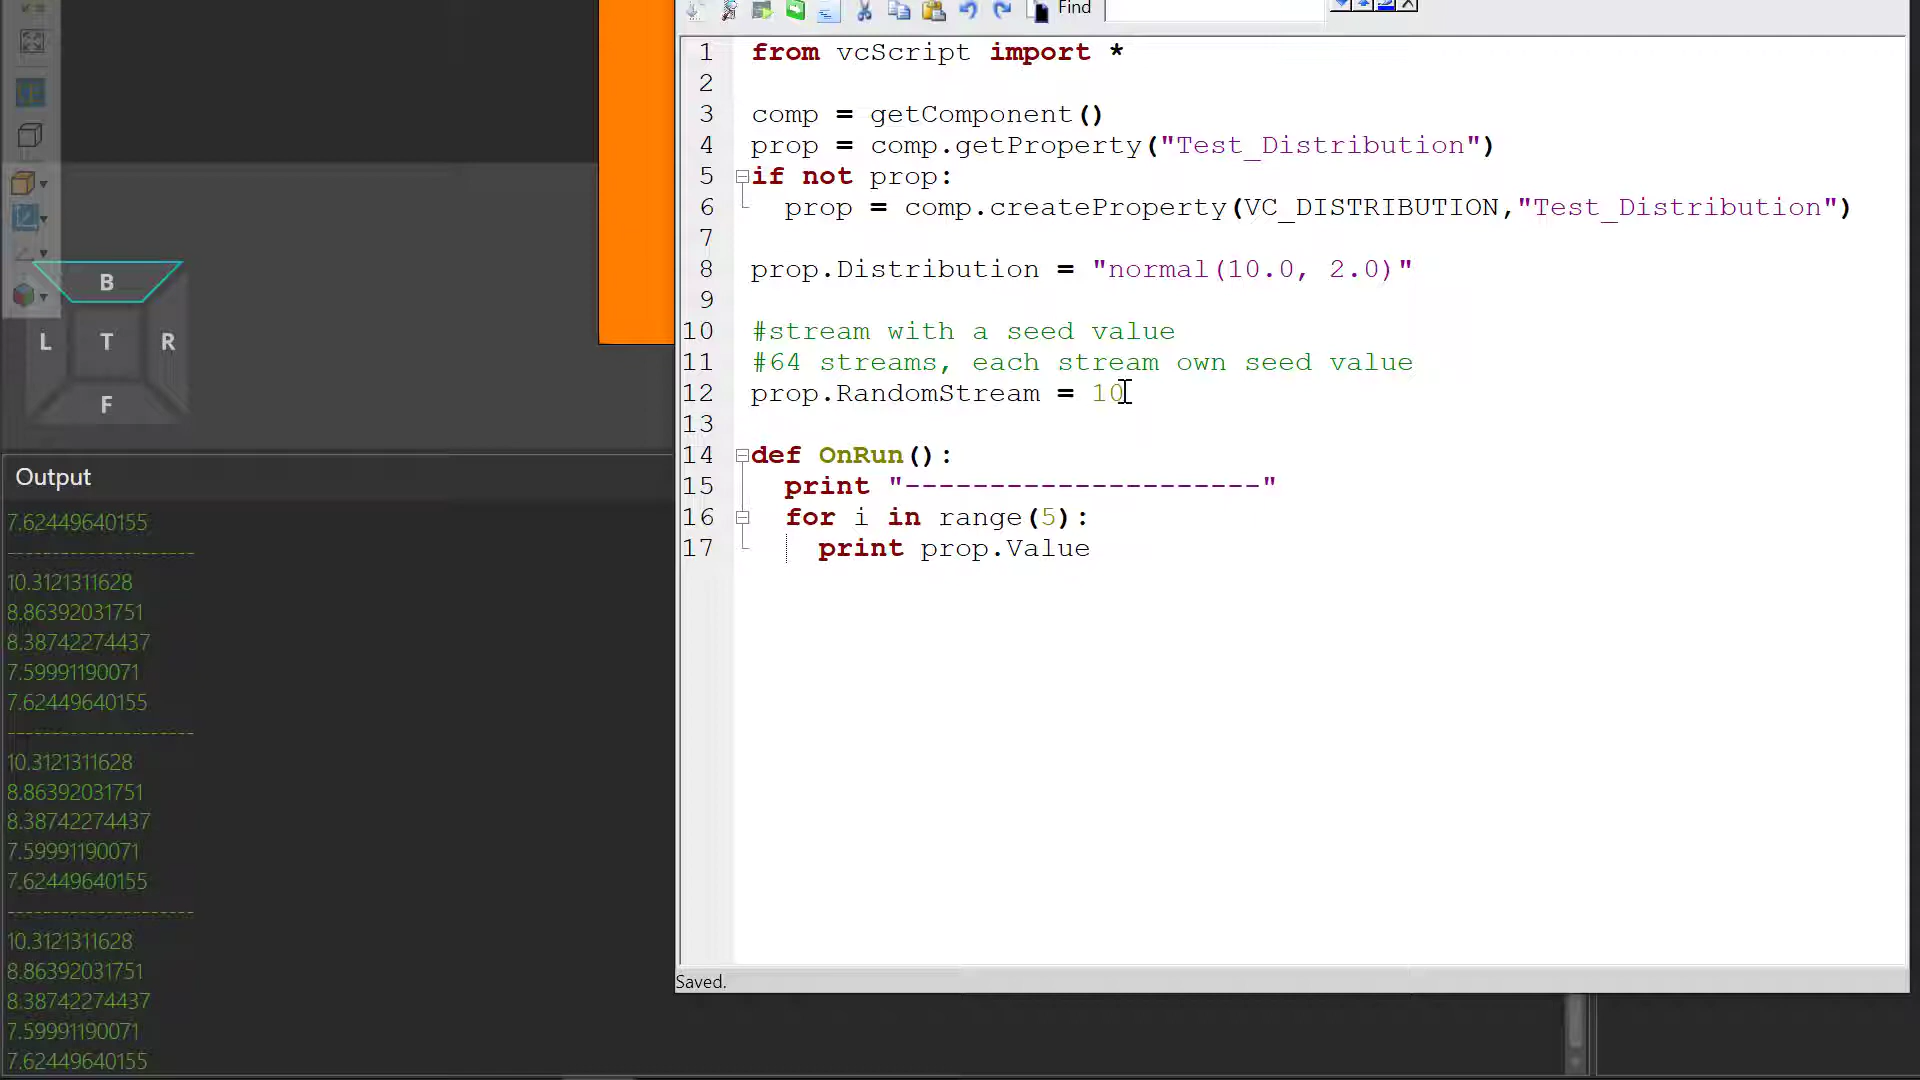 Find
1 from vcScript import *
2
3 comp = getComponent()
4 prop = comp.getProperty("Test_Distribution")
5 if not prop:
6 prop = comp.createProperty(VC_DISTRIBUTION,"Test_Distribution")
7
8 prop.Distribution = "normal(10.0, 2.0)"
9
10 #stream with a seed value
11 #64 streams, each stream own seed value
12 prop.RandomStream = 10
13
14 def OnRun():
15 print "---------------------"
16 for i in range(5):
17 print prop.Value
Saved.
B
L T R
F
Output
7.62449640155
---------------------
10.3121311628
8.86392031751
8.38742274437
7.59991190071
7.62449640155
---------------------
10.3121311628
8.86392031751
8.38742274437
7.59991190071
7.62449640155
---------------------
10.3121311628
8.86392031751
8.38742274437
7.59991190071
7.62449640155